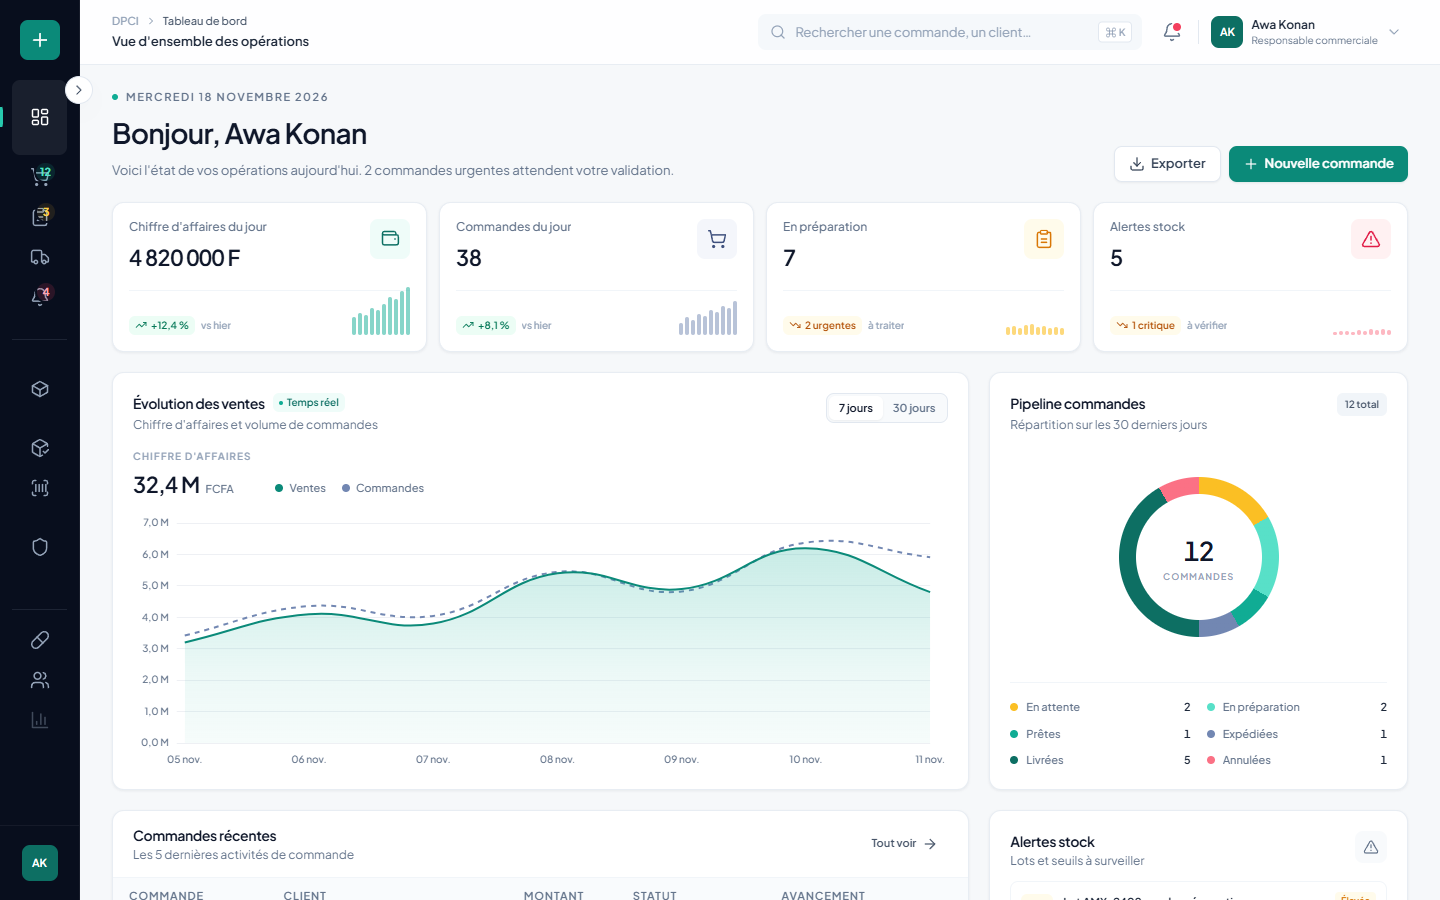 DPCI > Tableau de bord
Vue d'ensemble des opérations
Rechercher une commande, un client...
⌘ K
AK
Awa Konan
Responsable commerciale
12
3
4
AK
MERCREDI 18 NOVEMBRE 2026
Bonjour, Awa Konan
Voici l'état de vos opérations aujourd'hui. 2 commandes urgentes attendent votre validation.
Exporter
Nouvelle commande
Chiffre d'affaires du jour
4 820 000 F
+12,4 % vs hier
Commandes du jour
38
+8,1 % vs hier
En préparation
7
2 urgentes à traiter
Alertes stock
5
1 critique à vérifier
Évolution des ventes
Temps réel
Chiffre d'affaires et volume de commandes
7 jours 30 jours
CHIFFRE D'AFFAIRES
32,4 M FCFA
Ventes Commandes
7,0 M
6,0 M
5,0 M
4,0 M
3,0 M
2,0 M
1,0 M
0,0 M
05 nov. 06 nov. 07 nov. 08 nov. 09 nov. 10 nov. 11 nov.
Pipeline commandes
12 total
Répartition sur les 30 derniers jours
12
COMMANDES
En attente 2
En préparation 2
Prêtes 1
Expédiées 1
Livrées 5
Annulées 1
Commandes récentes
Les 5 dernières activités de commande
Tout voir
COMMANDE CLIENT MONTANT STATUT AVANCEMENT
Alertes stock
Lots et seuils à surveiller